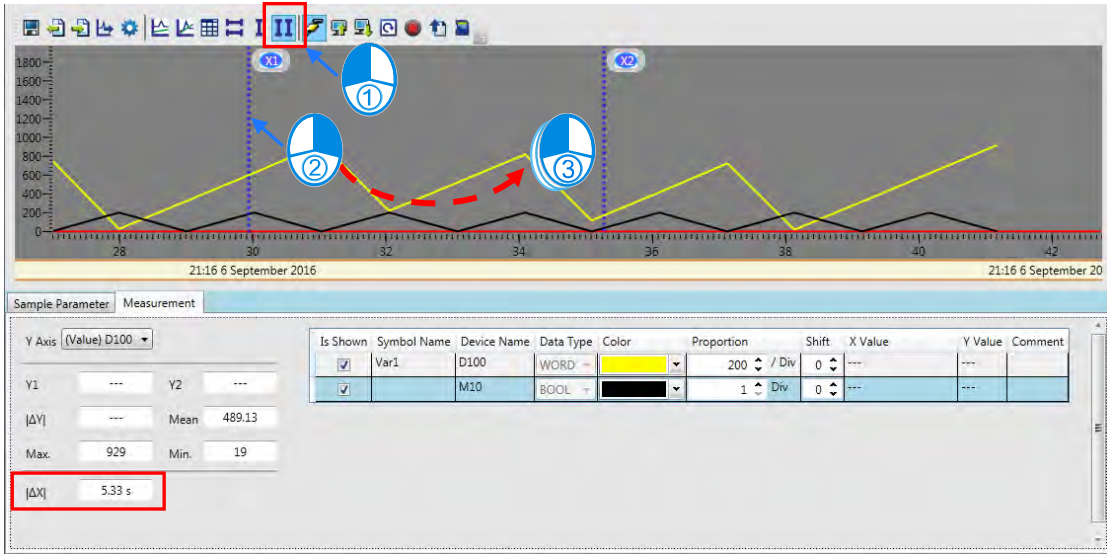 X1 X2
1800
1600
1400
1200
1000
800
600
400
200
0
①
②
③
28 30 32 34 36 38 40 42
21:16 6 September 2016 21:16 6 September 20
Sample Parameter Measurement
Y Axis (Value) D100
Y1 --- Y2 ---
|ΔY| --- Mean 489.13
Max. 929 Min. 19
|ΔX| 5.33 s
Is Shown Symbol Name Device Name Data Type Color Proportion Shift X Value Y Value Comment
Var1 D100 WORD 200 / Div 0 --- ---
M10 BOOL 1 Div 0 --- ---